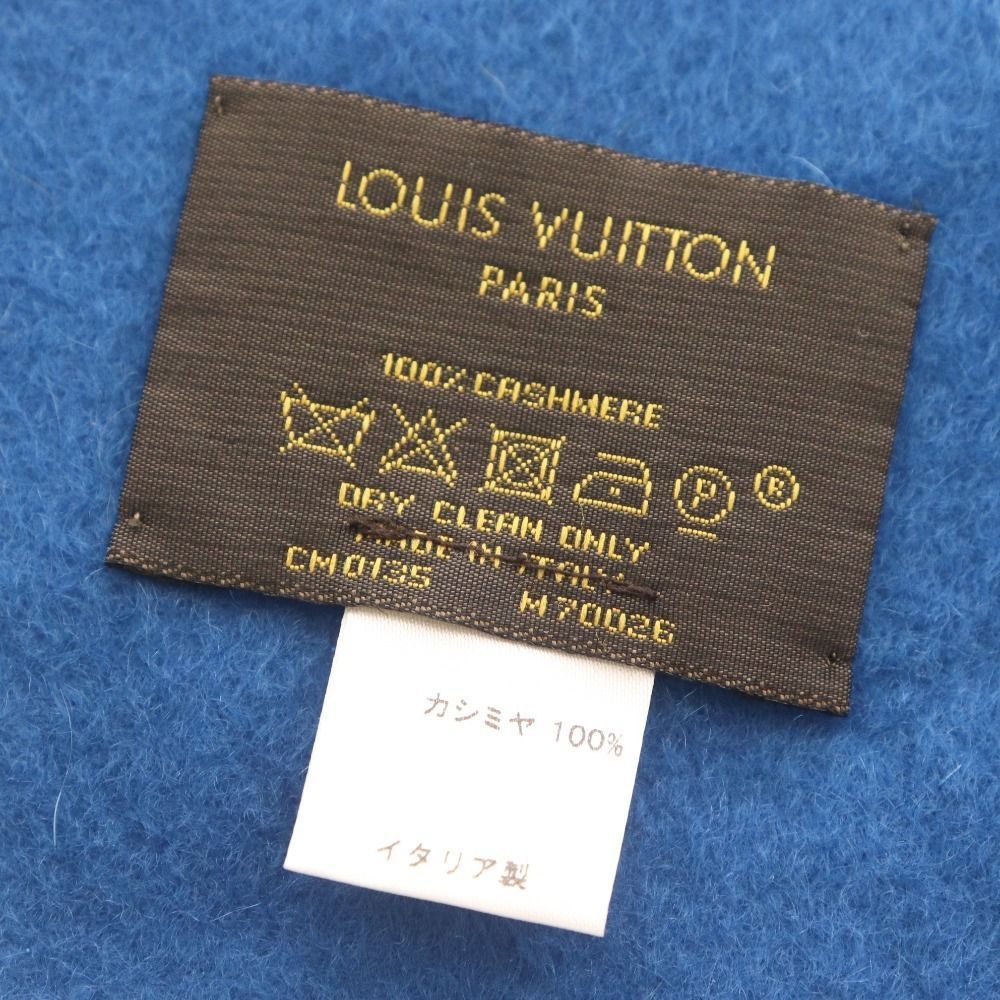 LOUIS VUITTON
PARIS
100% CASHMERE
P ®
DRY CLEAN ONLY
MADE IN ITALY
CM0135 M70026
カシミヤ 100%
イタリア製